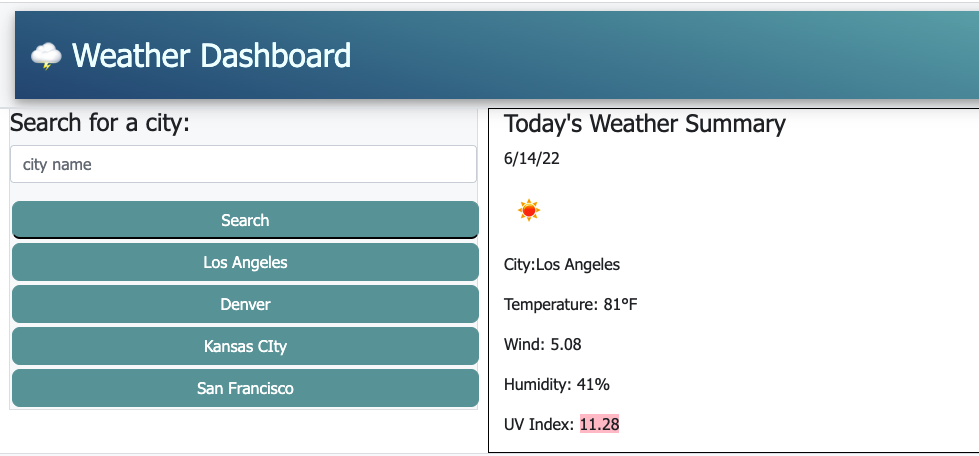 Weather Dashboard
Search for a city:
city name
Search
Los Angeles
Denver
Kansas CIty
San Francisco
Today's Weather Summary
6/14/22
City:Los Angeles
Temperature: 81°F
Wind: 5.08
Humidity: 41%
UV Index: 11.28